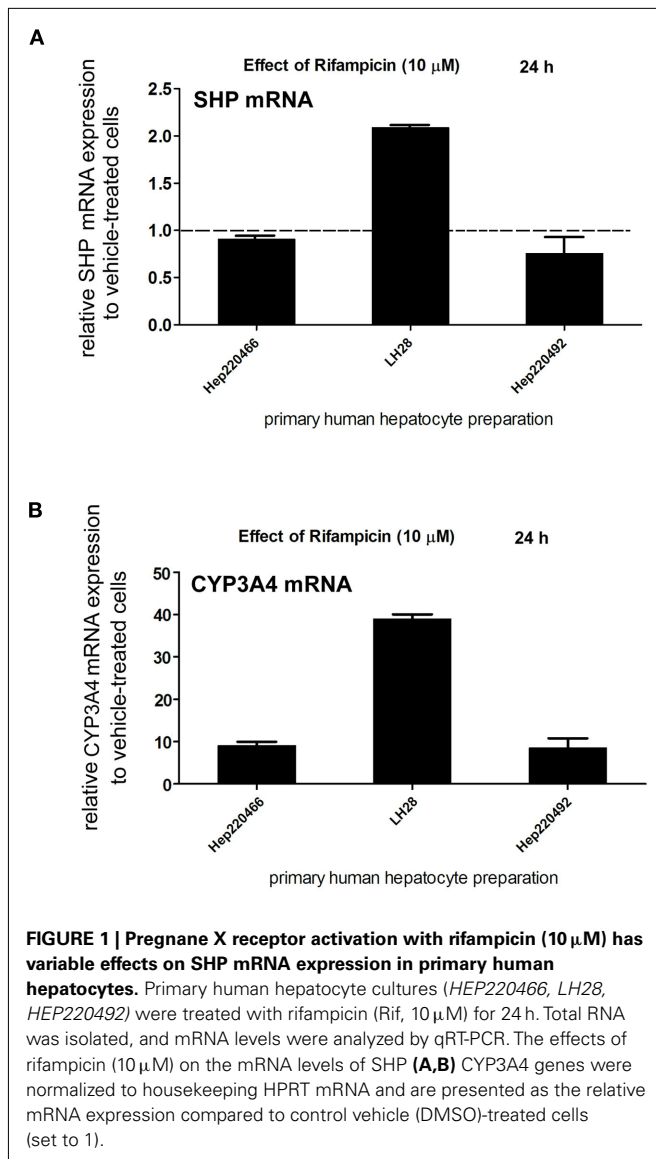 A
Effect of Rifampicin (10 µM) 24 h
SHP mRNA
relative SHP mRNA expression
to vehicle-treated cells
2.5
2.0
1.5
1.0
0.5
0.0
Hep220466
LH28
Hep220492
primary human hepatocyte preparation
B
Effect of Rifampicin (10 µM) 24 h
CYP3A4 mRNA
relative CYP3A4 mRNA expression
to vehicle-treated cells
50
40
30
20
10
0
Hep220466
LH28
Hep220492
primary human hepatocyte preparation
FIGURE 1 | Pregnane X receptor activation with rifampicin (10 µM) has
variable effects on SHP mRNA expression in primary human
hepatocytes. Primary human hepatocyte cultures (HEP220466, LH28,
HEP220492) were treated with rifampicin (Rif, 10 µM) for 24 h. Total RNA
was isolated, and mRNA levels were analyzed by qRT-PCR. The effects of
rifampicin (10 µM) on the mRNA levels of SHP (A,B) CYP3A4 genes were
normalized to housekeeping HPRT mRNA and are presented as the relative
mRNA expression compared to control vehicle (DMSO)-treated cells
(set to 1).